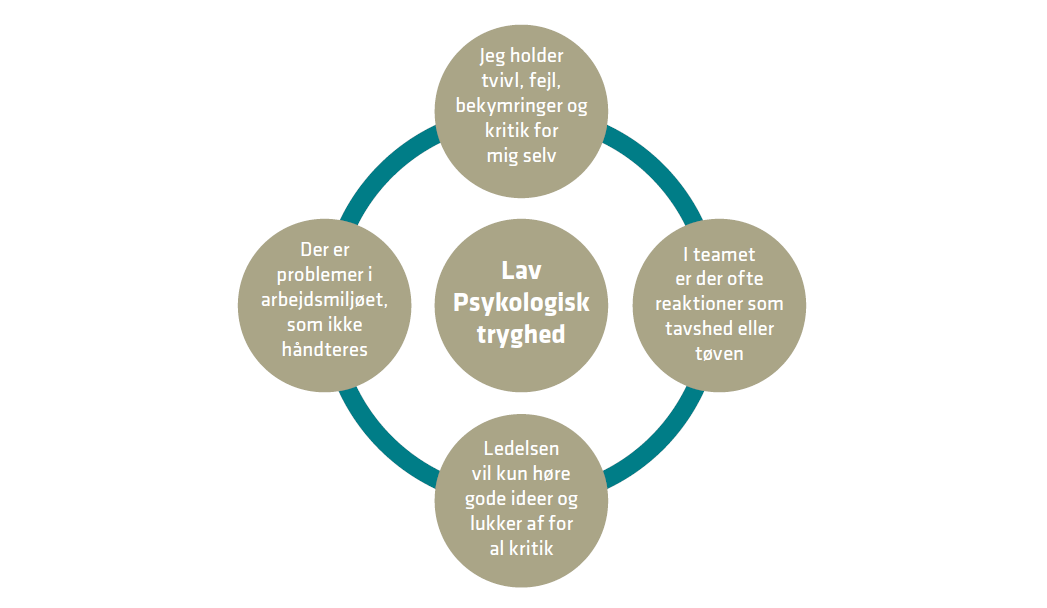 Jeg holder
tvivl, fejl,
bekymringer og
kritik for
mig selv
Der er
problemer i
arbejdsmiljøet,
som ikke
håndteres
Lav
Psykologisk
tryghed
I teamet
er der ofte
reaktioner som
tavshed eller
tøven
Ledelsen
vil kun høre
gode ideer og
lukker af for
al kritik